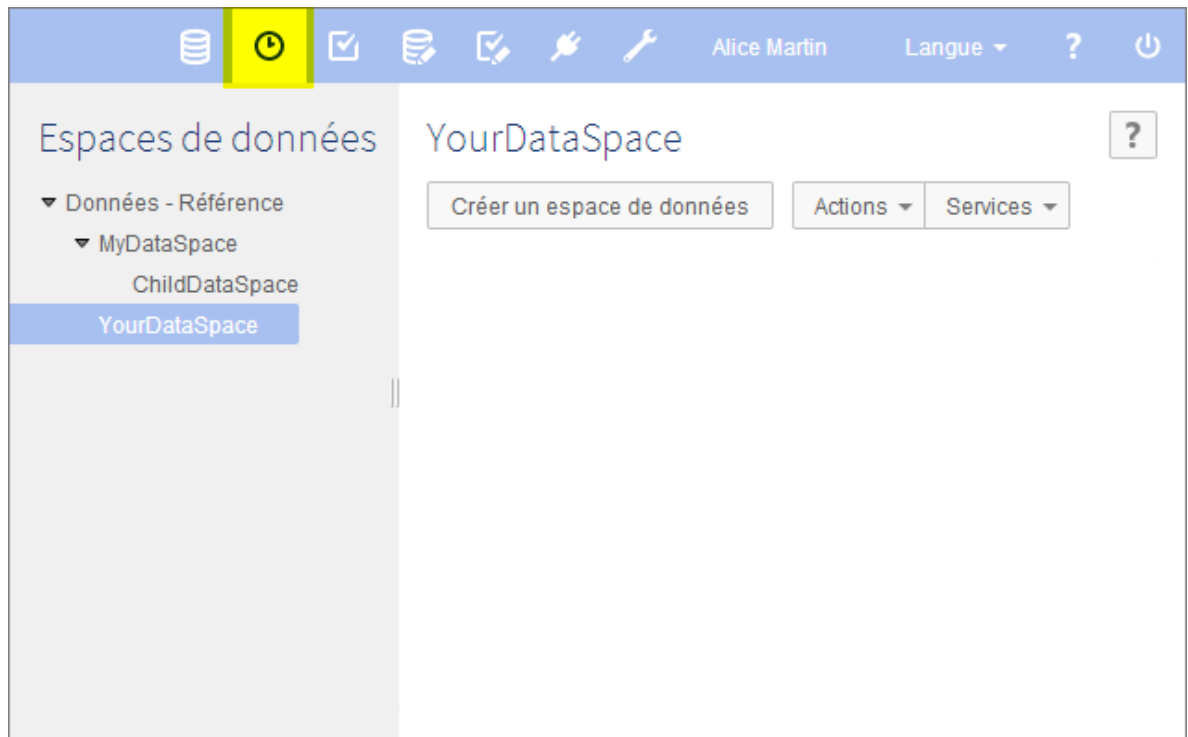 Alice Martin Langue ?
Espaces de données
Données - Référence
MyDataSpace
ChildDataSpace
YourDataSpace
YourDataSpace ?
Créer un espace de données Actions Services